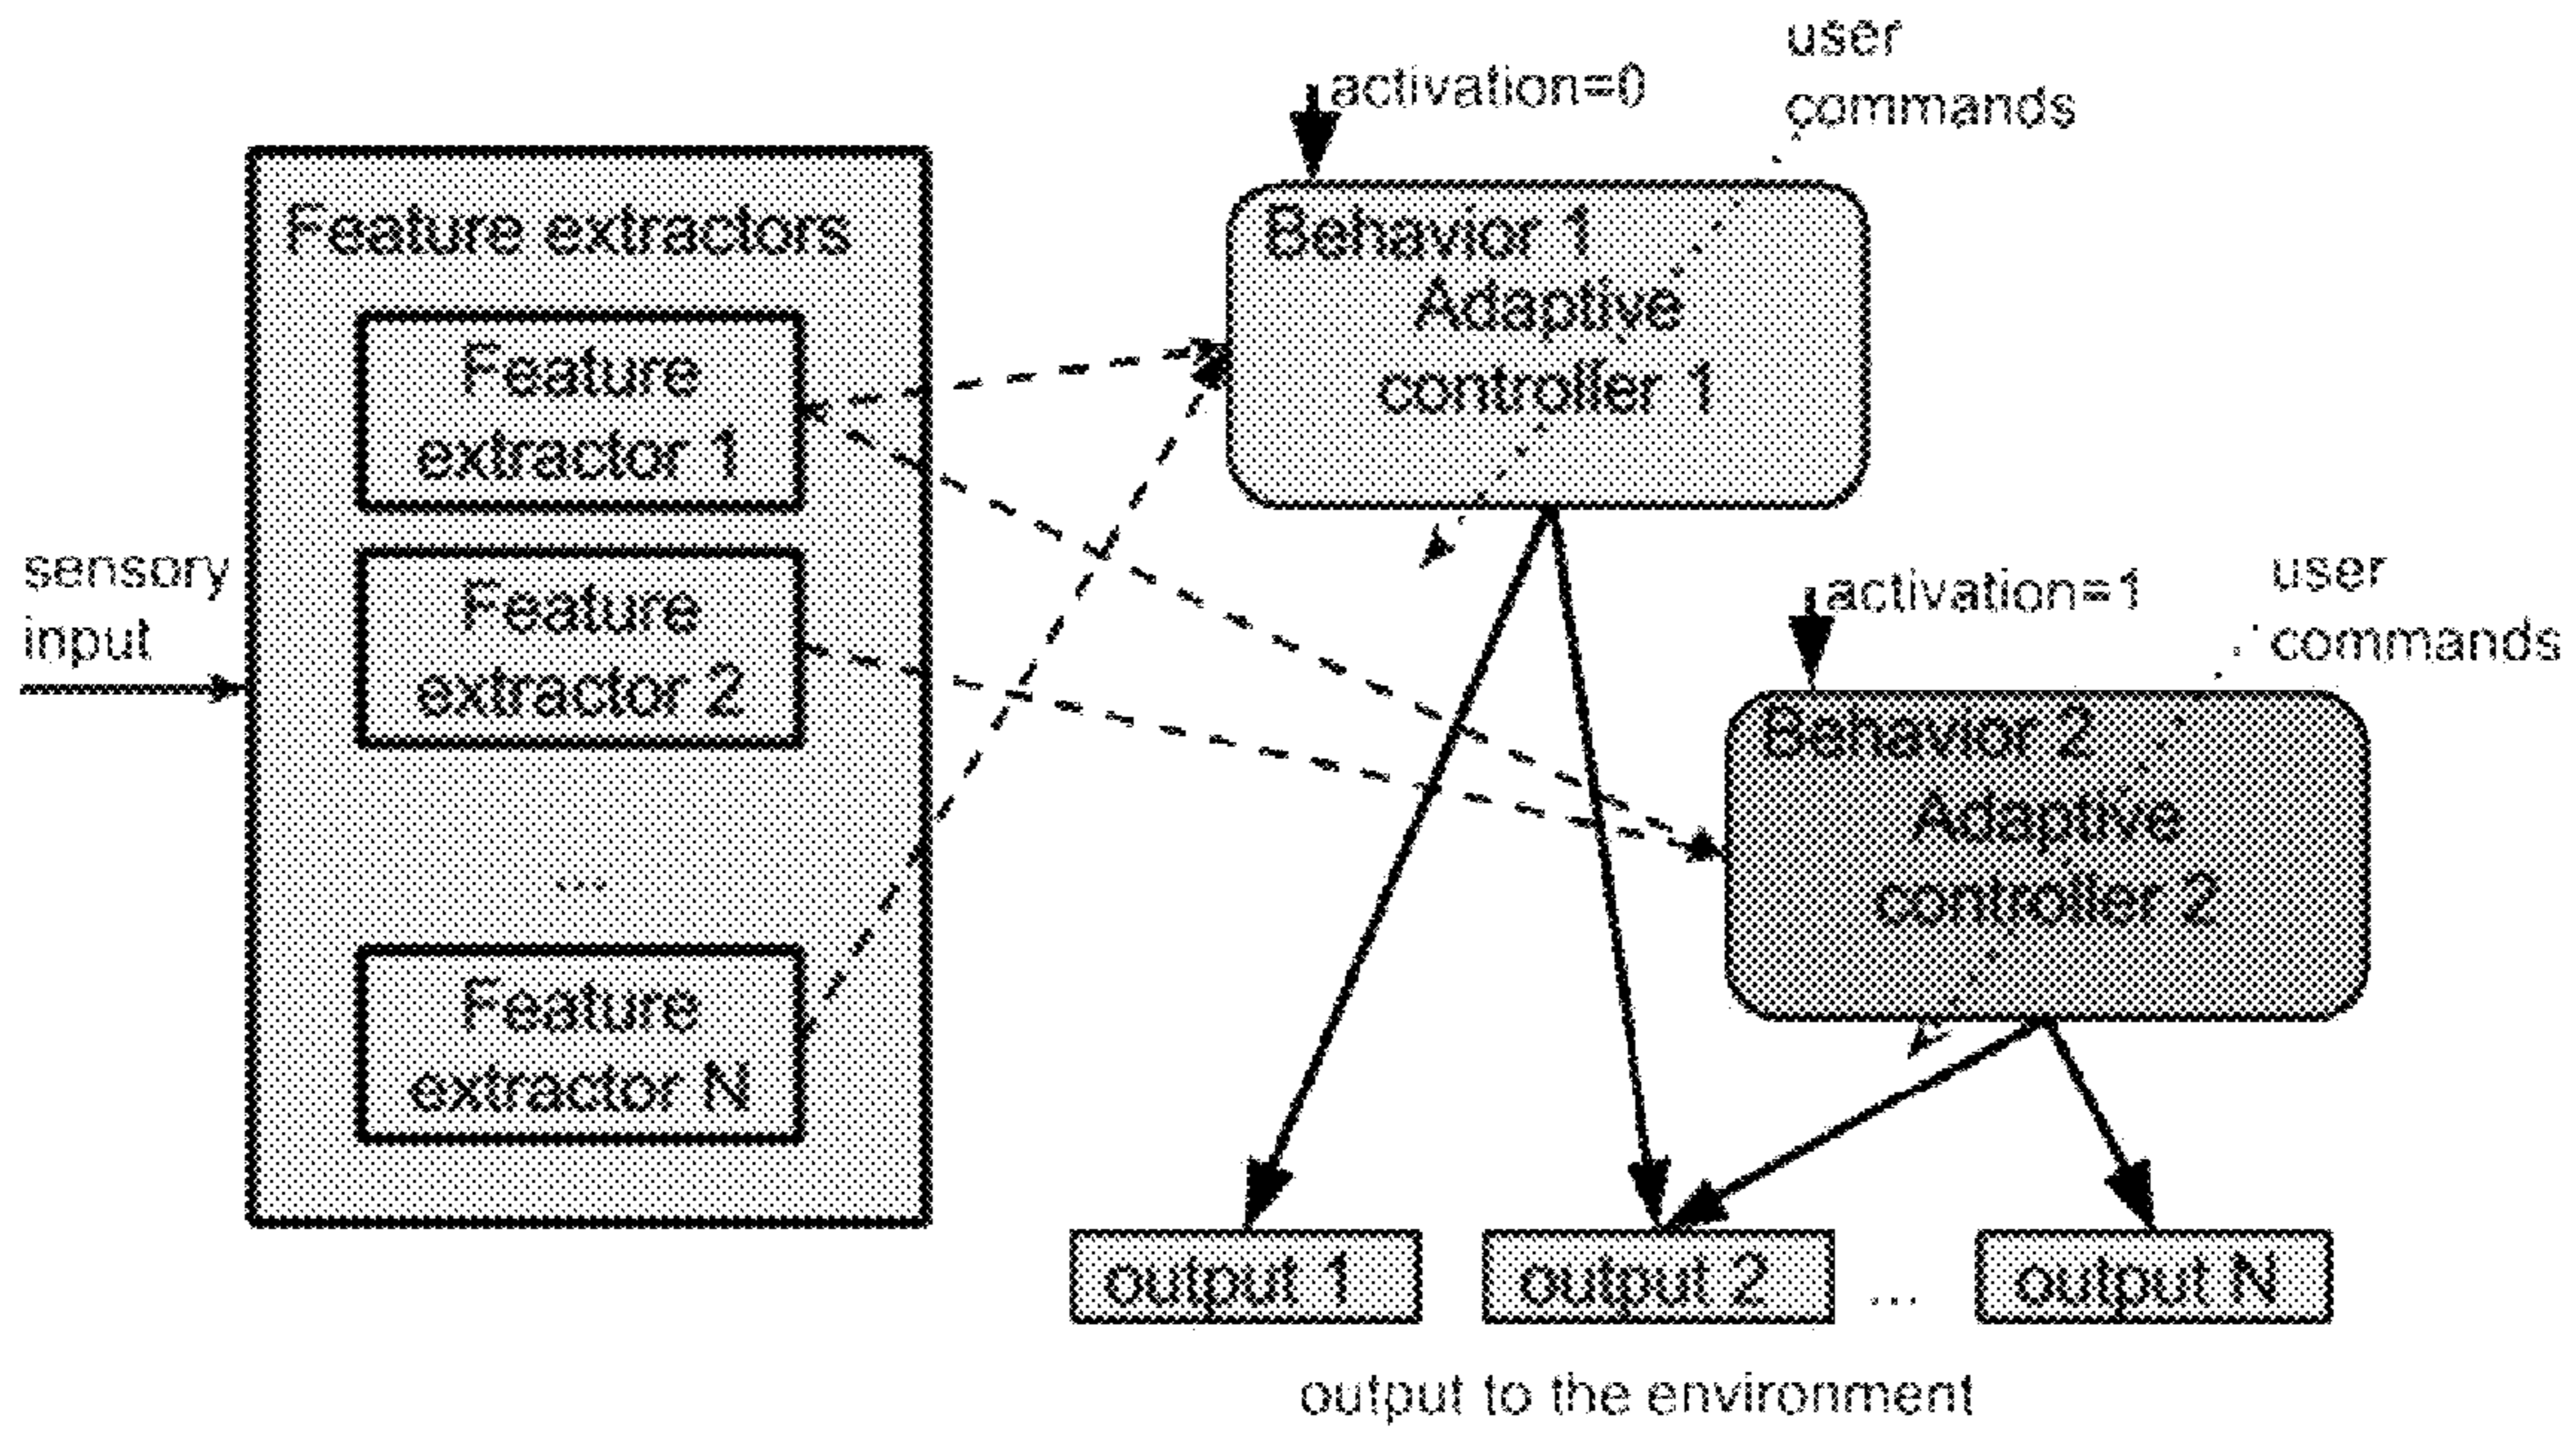 user
commands
activation=0
Feature extractors
Behavior 1
Adaptive
controller 1
Feature
extractor 1
sensory
input
Feature
extractor 2
activation=1
user
commands
Behavior 2
Adaptive
controller 2
...
Feature
extractor N
output 1
output 2
...
output N
output to the environment